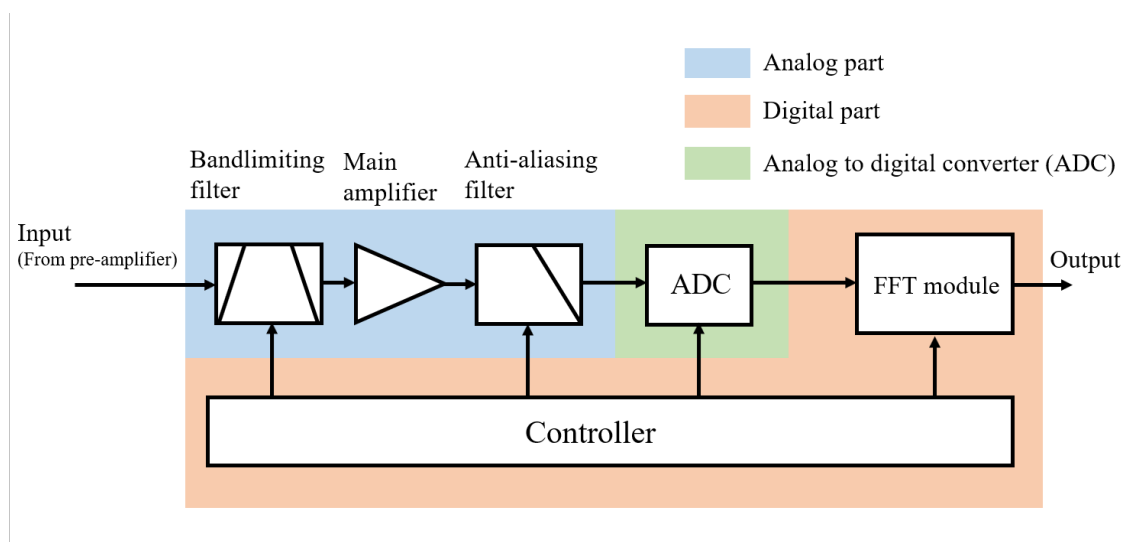 Analog part
Digital part
Analog to digital converter (ADC)
Bandlimiting
filter
Main
amplifier
Anti-aliasing
filter
Input
(From pre-amplifier)
ADC
FFT module
Output
Controller